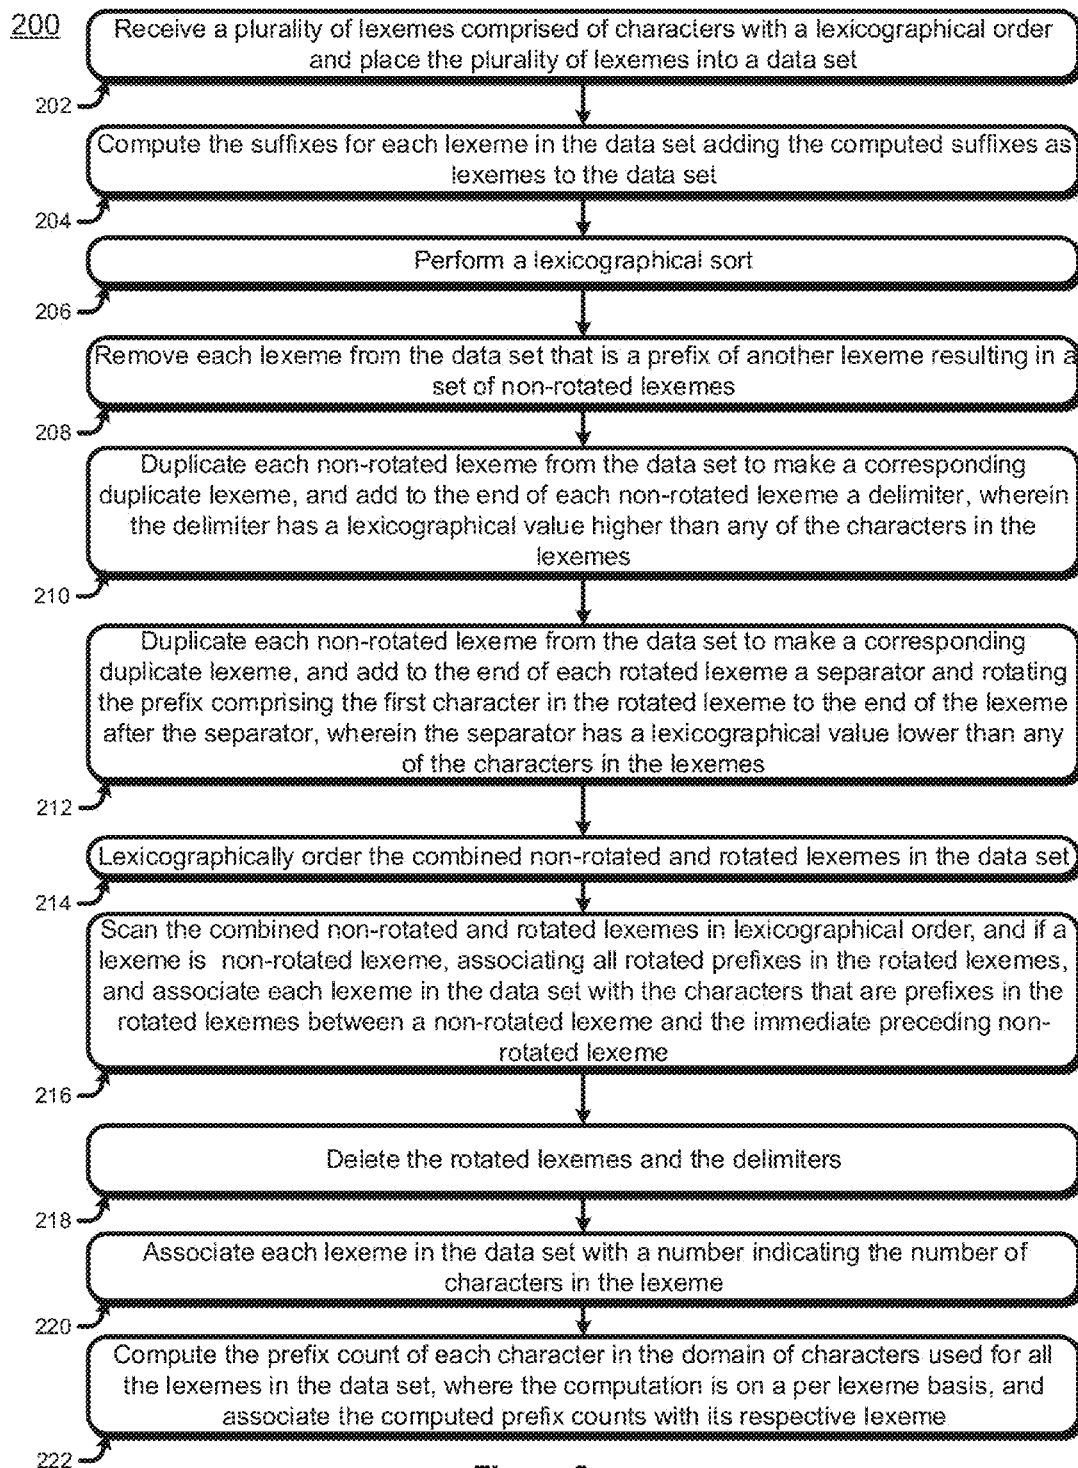 200
Receive a plurality of lexemes comprised of characters with a lexicographical order
and place the plurality of lexemes into a data set
202
Compute the suffixes for each lexeme in the data set adding the computed suffixes as
lexemes to the data set
204
Perform a lexicographical sort
206
Remove each lexeme from the data set that is a prefix of another lexeme resulting in a
set of non-rotated lexemes
208
Duplicate each non-rotated lexeme from the data set to make a corresponding
duplicate lexeme, and add to the end of each non-rotated lexeme a delimiter, wherein
the delimiter has a lexicographical value higher than any of the characters in the
lexemes
210
Duplicate each non-rotated lexeme from the data set to make a corresponding
duplicate lexeme, and add to the end of each rotated lexeme a separator and rotating
the prefix comprising the first character in the rotated lexeme to the end of the lexeme
after the separator, wherein the separator has a lexicographical value lower than any
of the characters in the lexemes
212
Lexicographically order the combined non-rotated and rotated lexemes in the data set
214
Scan the combined non-rotated and rotated lexemes in lexicographical order, and if a
lexeme is non-rotated lexeme, associating all rotated prefixes in the rotated lexemes,
and associate each lexeme in the data set with the characters that are prefixes in the
rotated lexemes between a non-rotated lexeme and the immediate preceding non-
rotated lexeme
216
Delete the rotated lexemes and the delimiters
218
Associate each lexeme in the data set with a number indicating the number of
characters in the lexeme
220
Compute the prefix count of each character in the domain of characters used for all
the lexemes in the data set, where the computation is on a per lexeme basis, and
associate the computed prefix counts with its respective lexeme
222